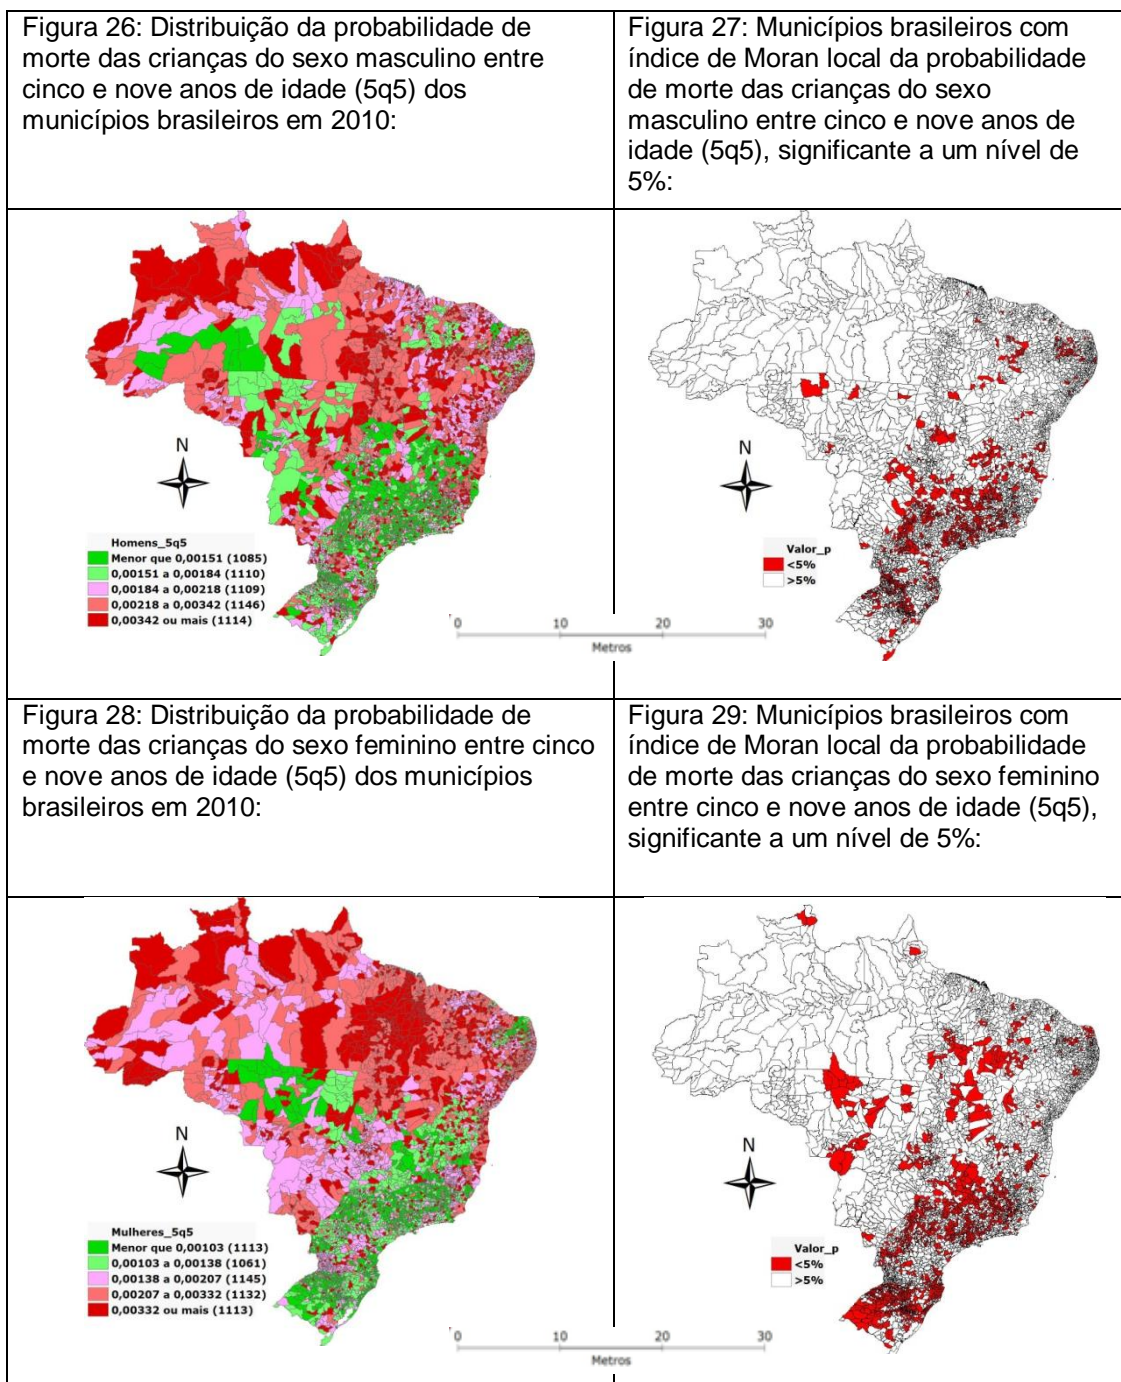 Figura 26: Distribuição da probabilidade de
morte das crianças do sexo masculino entre
cinco e nove anos de idade (5q5) dos
municípios brasileiros em 2010:
Figura 27: Municípios brasileiros com
índice de Moran local da probabilidade
de morte das crianças do sexo
masculino entre cinco e nove anos de
idade (5q5), significante a um nível de
5%:
N
Homens_5q5
Menor que 0,00151 (1085)
0,00151 a 0,00184 (1110)
0,00184 a 0,00218 (1109)
0,00218 a 0,00342 (1146)
0,00342 ou mais (1114)
N
Valor_p
<5%
>5%
0 10 20 30
Metros
Figura 28: Distribuição da probabilidade de
morte das crianças do sexo feminino entre cinco
e nove anos de idade (5q5) dos municípios
brasileiros em 2010:
Figura 29: Municípios brasileiros com
índice de Moran local da probabilidade
de morte das crianças do sexo feminino
entre cinco e nove anos de idade (5q5),
significante a um nível de 5%:
N
Mulheres_5q5
Menor que 0,00103 (1113)
0,00103 a 0,00138 (1061)
0,00138 a 0,00207 (1145)
0,00207 a 0,00332 (1132)
0,00332 ou mais (1113)
N
Valor_p
<5%
>5%
0 10 20 30
Metros